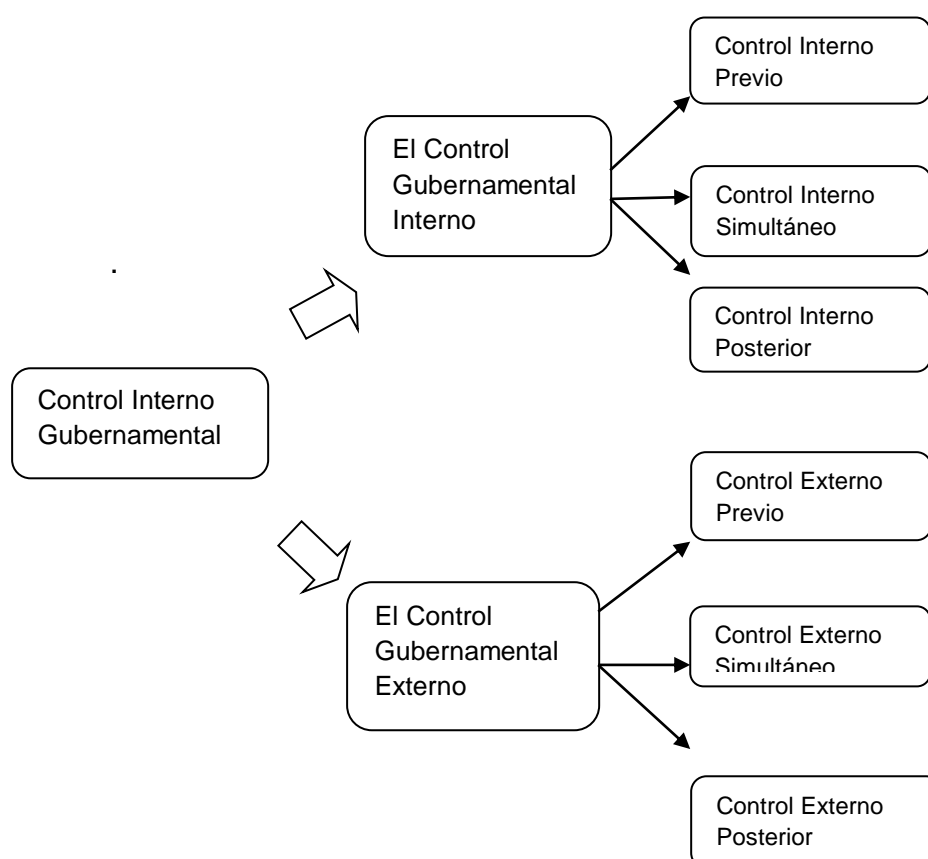 Control Interno
Gubernamental
El Control
Gubernamental
Interno
Control Interno
Previo
Control Interno
Simultáneo
Control Interno
Posterior
El Control
Gubernamental
Externo
Control Externo
Previo
Control Externo
Simultáneo
Control Externo
Posterior
.